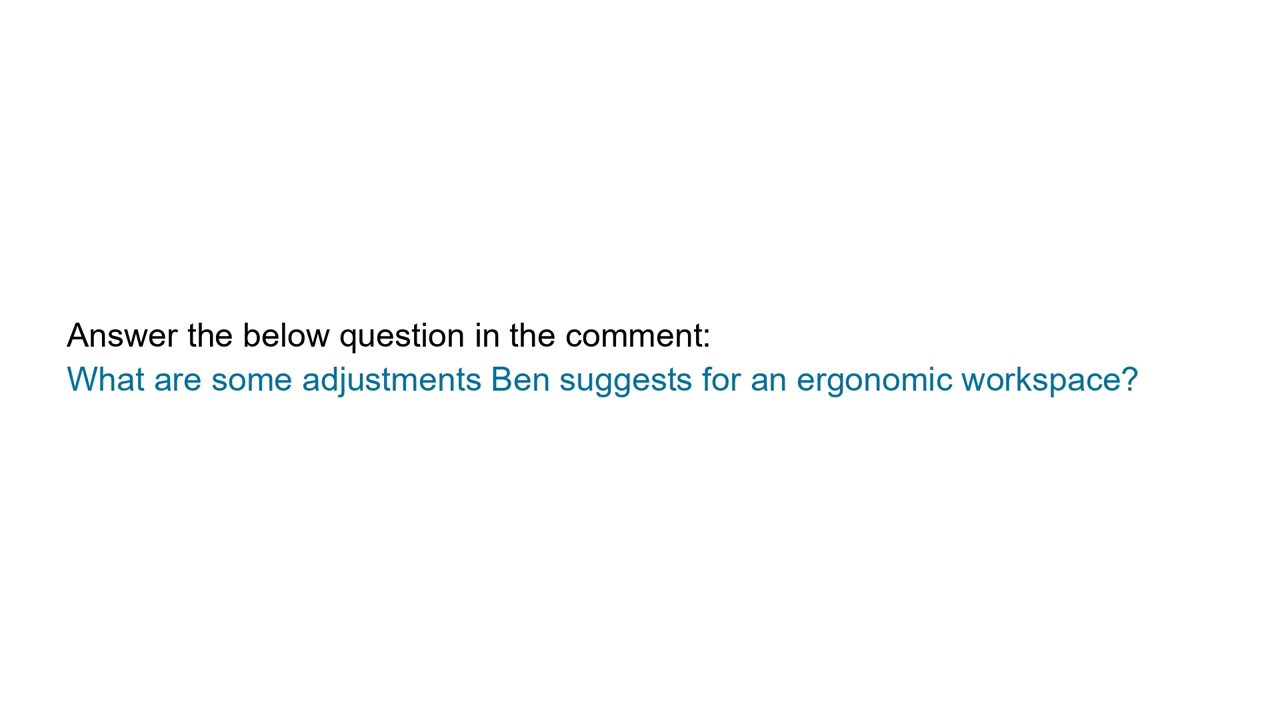 Answer the below question in the comment:
What are some adjustments Ben suggests for an ergonomic workspace?